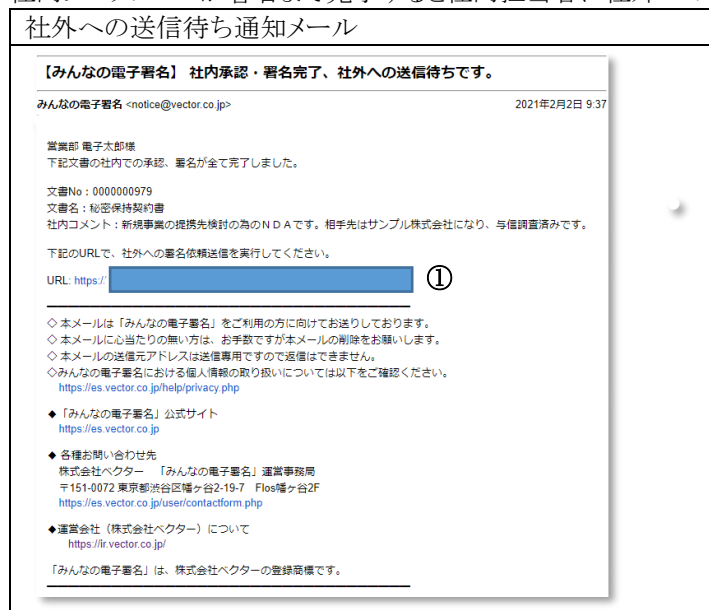 社外への送信待ち通知メール
【みんなの電子署名】 社内承認・署名完了、社外への送信待ちです。
みんなの電子署名 <notice@vector.co.jp> 2021年2月2日 9:37
営業部 電子太郎様
下記文書の社内での承認、署名が全て完了しました。
文書No：0000000979
文書名：秘密保持契約書
社内コメント：新規事業の提携先検討の為のＮＤＡです。相手先はサンプル株式会社になり、与信調査済みです。
下記のURLで、社外への署名依頼送信を実行してください。
URL: https:/ ①
◇ 本メールは「みんなの電子署名」をご利用の方に向けてお送りしております。
◇ 本メールに心当たりの無い方は、お手数ですが本メールの削除をお願いします。
◇ 本メールの送信元アドレスは送信専用ですので返信はできません。
◇みんなの電子署名における個人情報の取り扱いについては以下をご確認ください。
https://es.vector.co.jp/help/privacy.php
◆「みんなの電子署名」公式サイト
https://es.vector.co.jp
◆ 各種お問い合わせ先
株式会社ベクター 「みんなの電子署名」運営事務局
〒151-0072 東京都渋谷区幡ヶ谷2-19-7 Flos幡ヶ谷2F
https://es.vector.co.jp/user/contactform.php
◆運営会社（株式会社ベクター）について
https://ir.vector.co.jp/
「みんなの電子署名」は、株式会社ベクターの登録商標です。